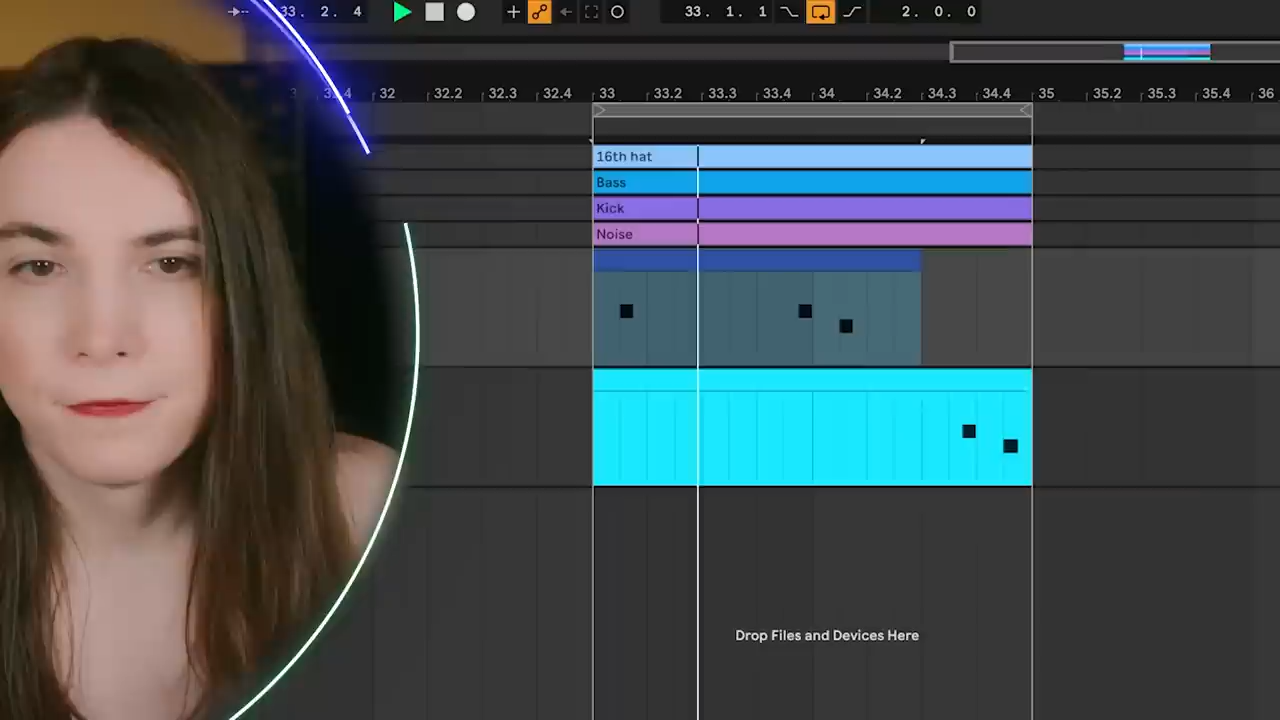 33. 2. 4
33. 1. 1
2. 0. 0
32 32.2 32.3 32.4 33 33.2 33.3 33.4 34 34.2 34.3 34.4 35 35.2 35.3 35.4 36
16th hat
Bass
Kick
Noise
Drop Files and Devices Here